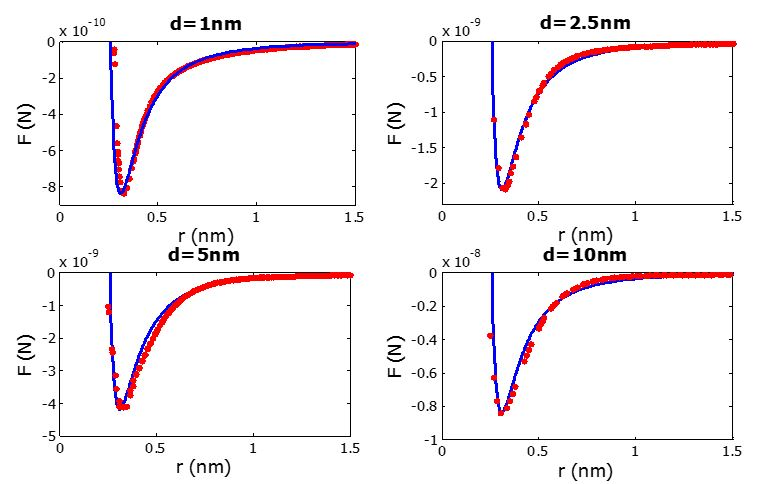 d=1nm
x 10^-10
0
-2
-4
-6
-8
F (N)
0
0.5
1
1.5
r (nm)
d=2.5nm
x 10^-9
0
-0.5
-1
-1.5
-2
F (N)
0
0.5
1
1.5
r (nm)
d=5nm
x 10^-9
0
-1
-2
-3
-4
-5
F (N)
0
0.5
1
1.5
r (nm)
d=10nm
x 10^-8
0
-0.2
-0.4
-0.6
-0.8
-1
F (N)
0
0.5
1
1.5
r (nm)